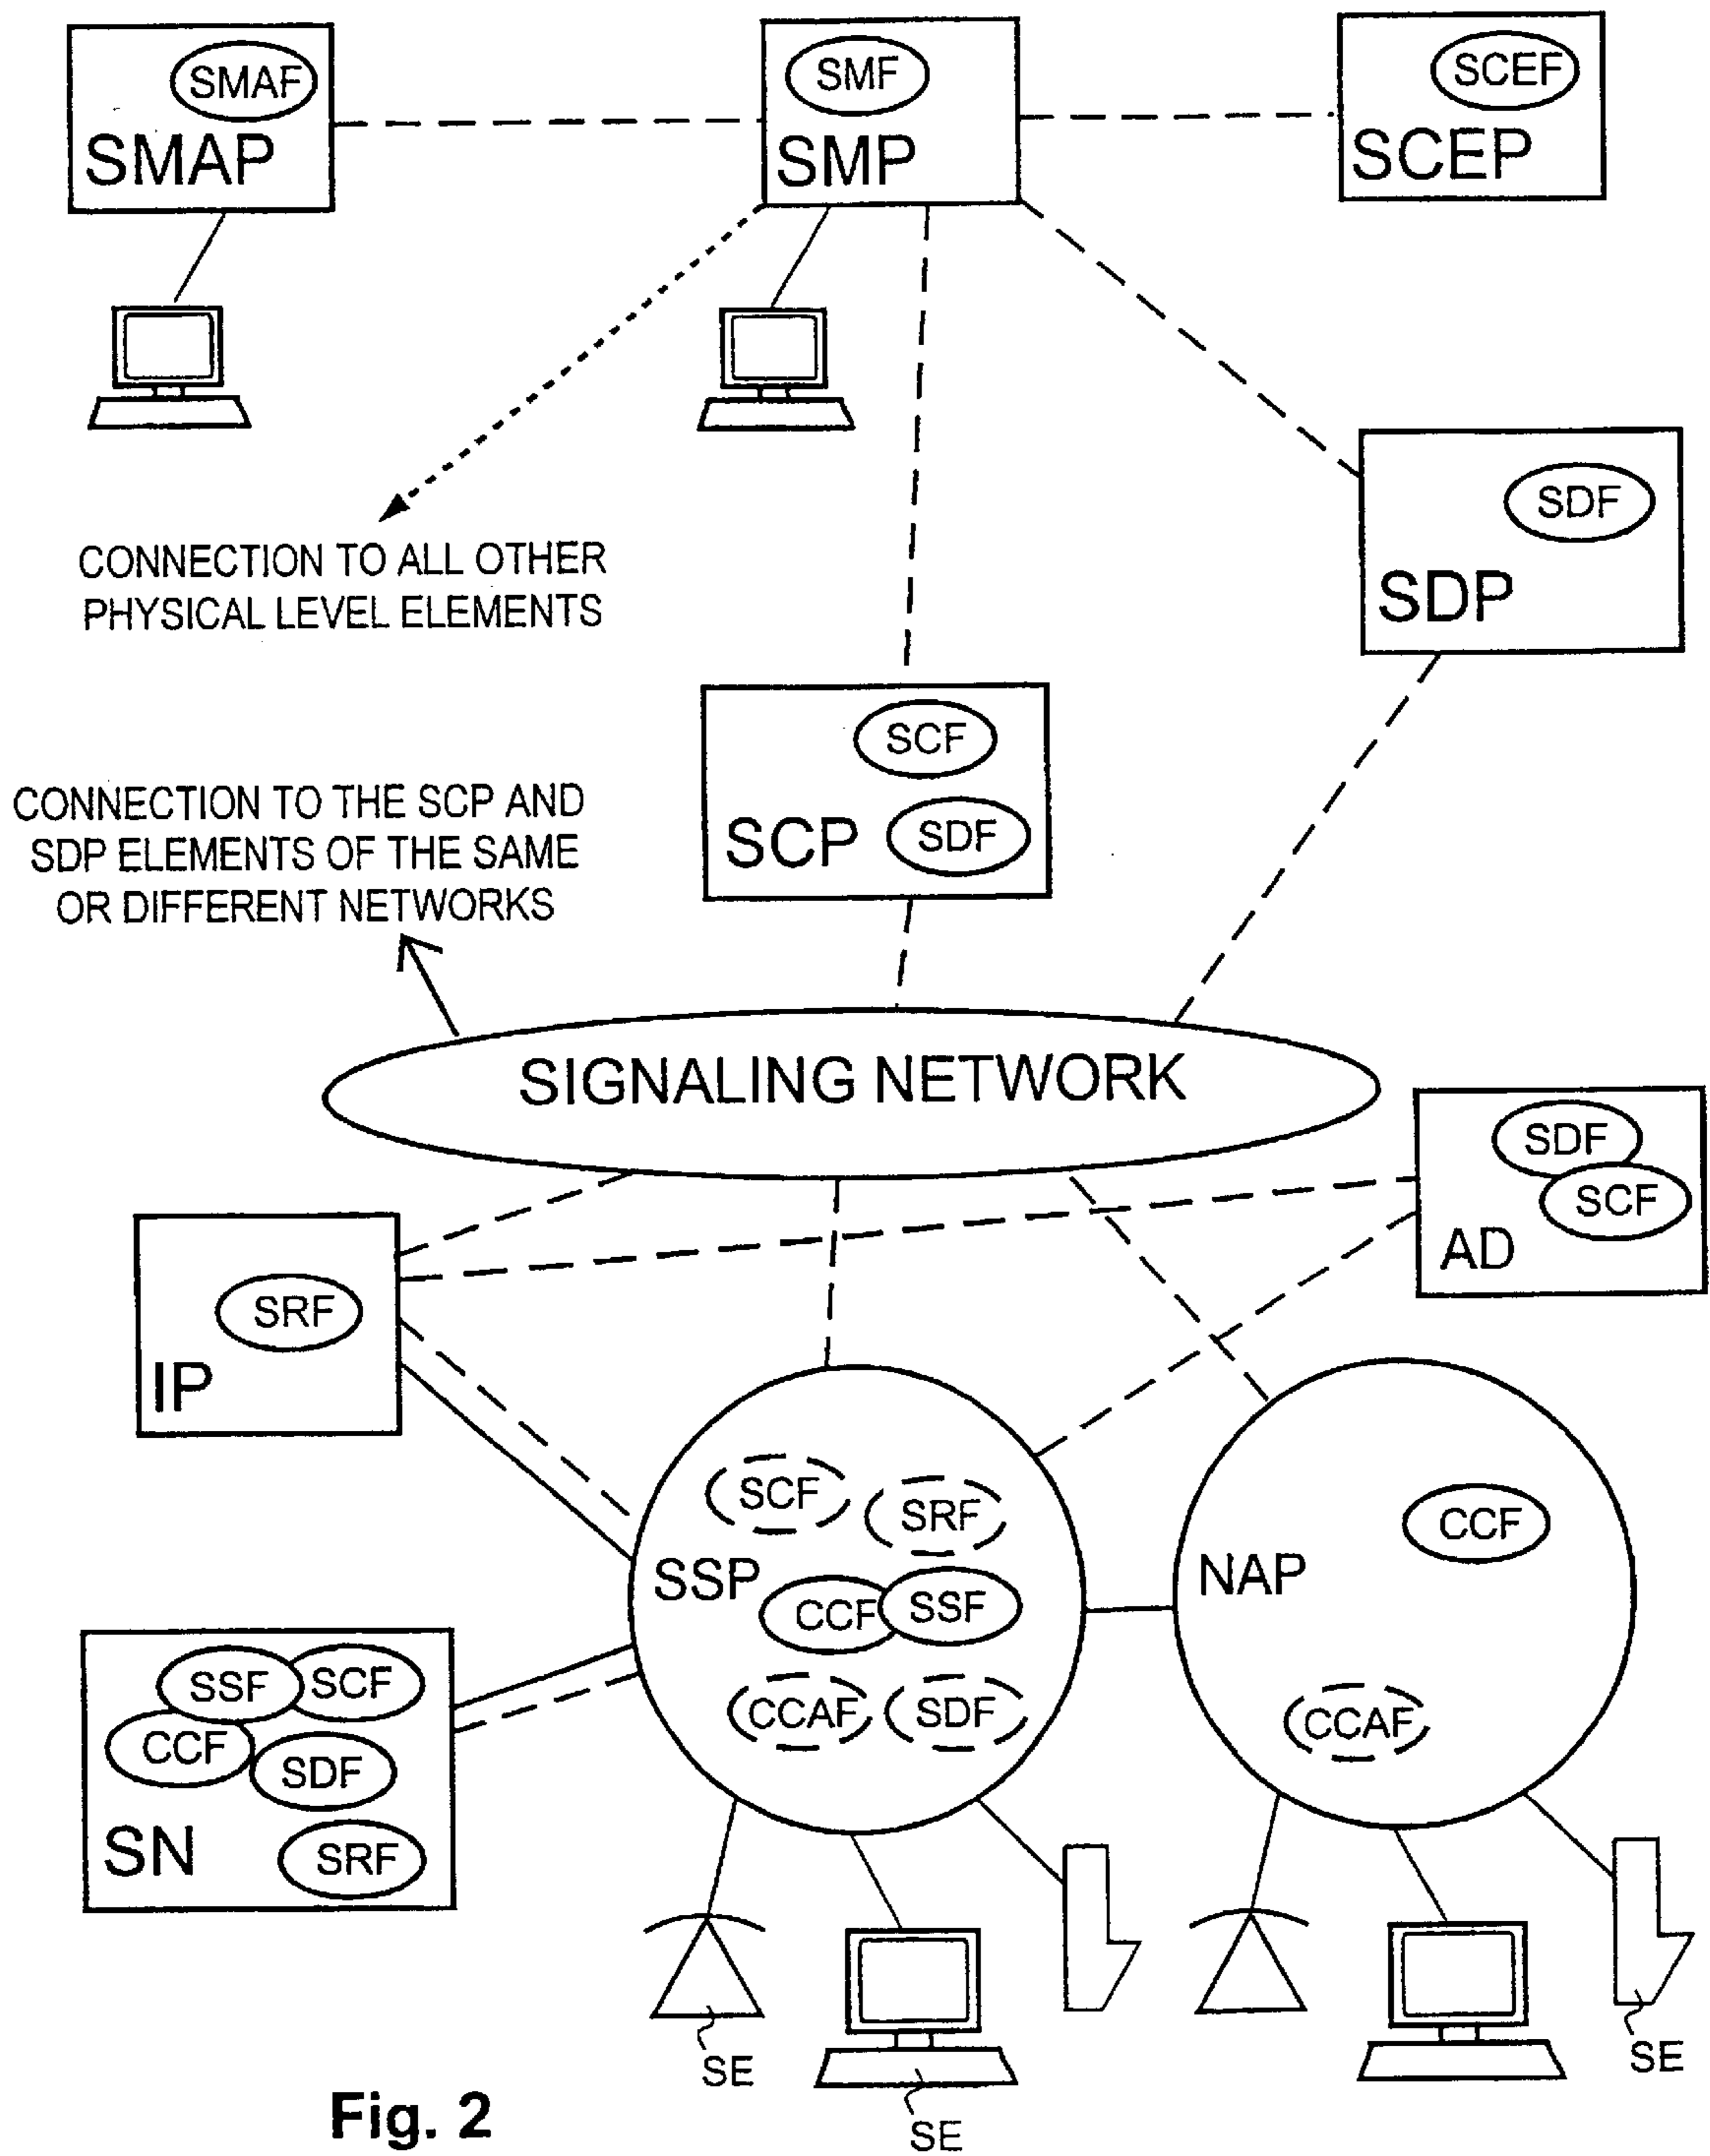 SMAF
SMAP
SMF
SMP
SCEF
SCEP
CONNECTION TO ALL OTHER
PHYSICAL LEVEL ELEMENTS
SDF
SDP
SCF
SCP
SDF
CONNECTION TO THE SCP AND
SDP ELEMENTS OF THE SAME
OR DIFFERENT NETWORKS
SIGNALING NETWORK
SDF
SCF
AD
SRF
IP
SCF
SRF
SSP
CCF
SSF
CCAF
SDF
CCF
NAP
CCAF
SSF
SCF
CCF
SDF
SN
SRF
SE
SE
SE
Fig. 2